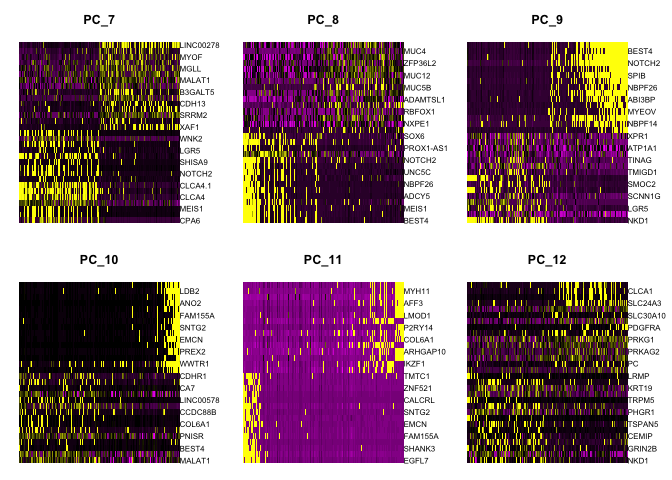 PC_7
LINC00278
MYOF
MGLL
MALAT1
B3GALT5
CDH13
SRRM2
XAF1
WNK2
LGR5
SHISA9
NOTCH2
CLCA4.1
CLCA4
MEIS1
CPA6
PC_8
MUC4
ZFP36L2
MUC12
MUC5B
ADAMTSL1
RBFOX1
NXPE1
SOX6
PROX1-AS1
NOTCH2
UNC5C
NBPF26
ADCY5
MEIS1
BEST4
PC_9
BEST4
NOTCH2
SPIB
NBPF26
ABI3BP
MYEOV
NBPF14
XPR1
ATP1A1
TINAG
TMIGD1
SMOC2
SCNN1G
LGR5
NKD1
PC_10
LDB2
ANO2
FAM155A
SNTG2
EMCN
PREX2
WWTR1
CDHR1
CA7
LINC00578
CCDC88B
COL6A1
PNISR
BEST4
MALAT1
PC_11
MYH11
AFF3
LMOD1
P2RY14
COL6A1
ARHGAP10
IKZF1
TMTC1
ZNF521
CALCRL
SNTG2
EMCN
FAM155A
SHANK3
EGFL7
PC_12
CLCA1
SLC24A3
SLC30A10
PDGFRA
PRKG1
PRKAG2
PC
LRMP
KRT19
TRPM5
PHGR1
TSPAN5
CEMIP
GRIN2B
NKD1